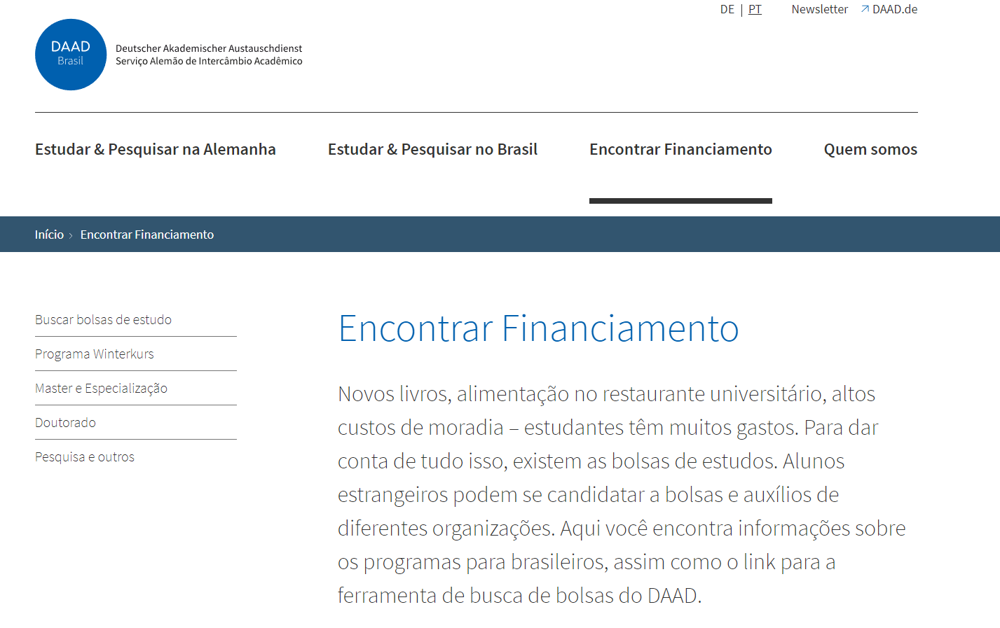 DE | PT Newsletter DAAD.de
DAAD
Brasil
Deutscher Akademischer Austauschdienst
Serviço Alemão de Intercâmbio Acadêmico
Estudar & Pesquisar na Alemanha
Estudar & Pesquisar no Brasil
Encontrar Financiamento
Quem somos
Início
Encontrar Financiamento
Buscar bolsas de estudo
Programa Winterkurs
Master e Especialização
Doutorado
Pesquisa e outros
Encontrar Financiamento
Novos livros, alimentação no restaurante universitário, altos
custos de moradia – estudantes têm muitos gastos. Para dar
conta de tudo isso, existem as bolsas de estudos. Alunos
estrangeiros podem se candidatar a bolsas e auxílios de
diferentes organizações. Aqui você encontra informações sobre
os programas para brasileiros, assim como o link para a
ferramenta de busca de bolsas do DAAD.